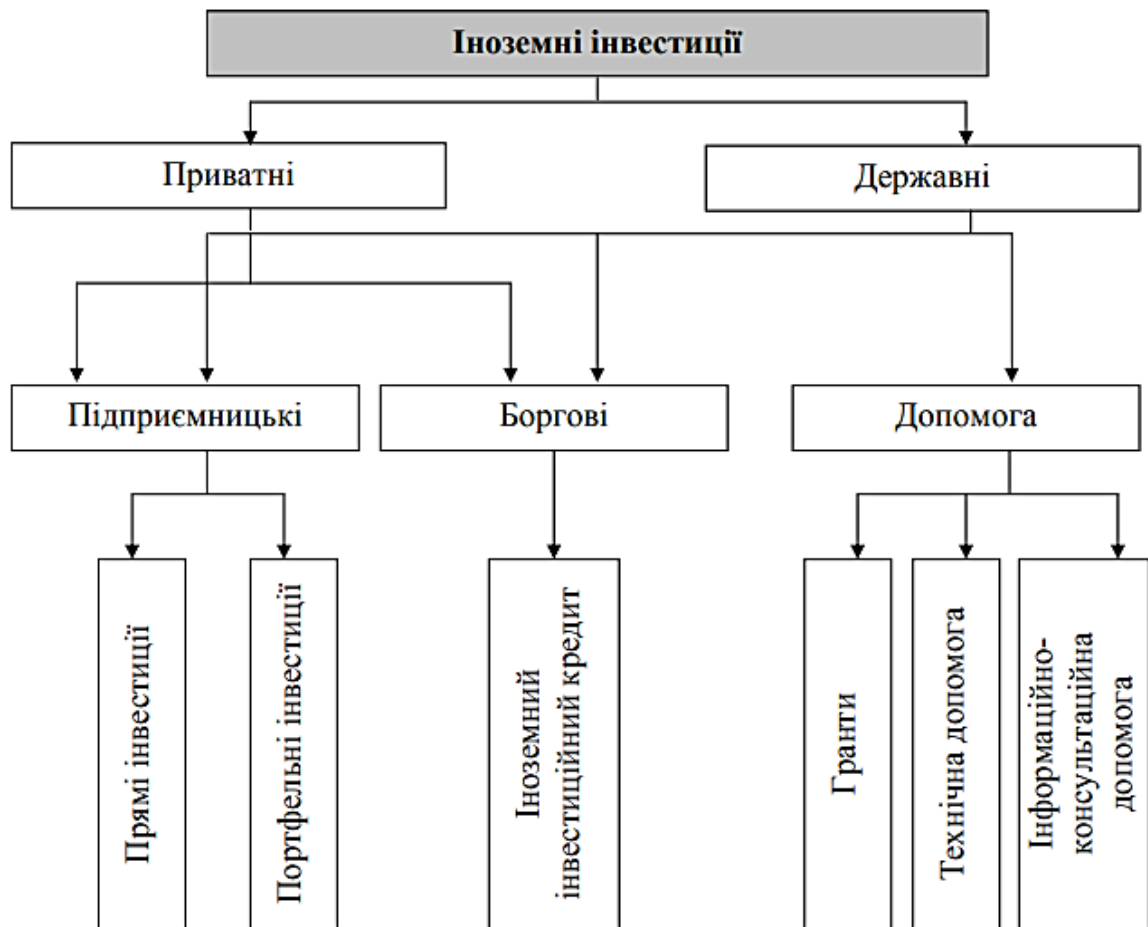 Іноземні інвестиції
Приватні
Державні
Підприємницькі
Боргові
Допомога
Прямі інвестиції
Портфельні інвестиції
Іноземний
інвестиційний кредит
Гранти
Технічна допомога
Інформаційно-
консультаційна
допомога